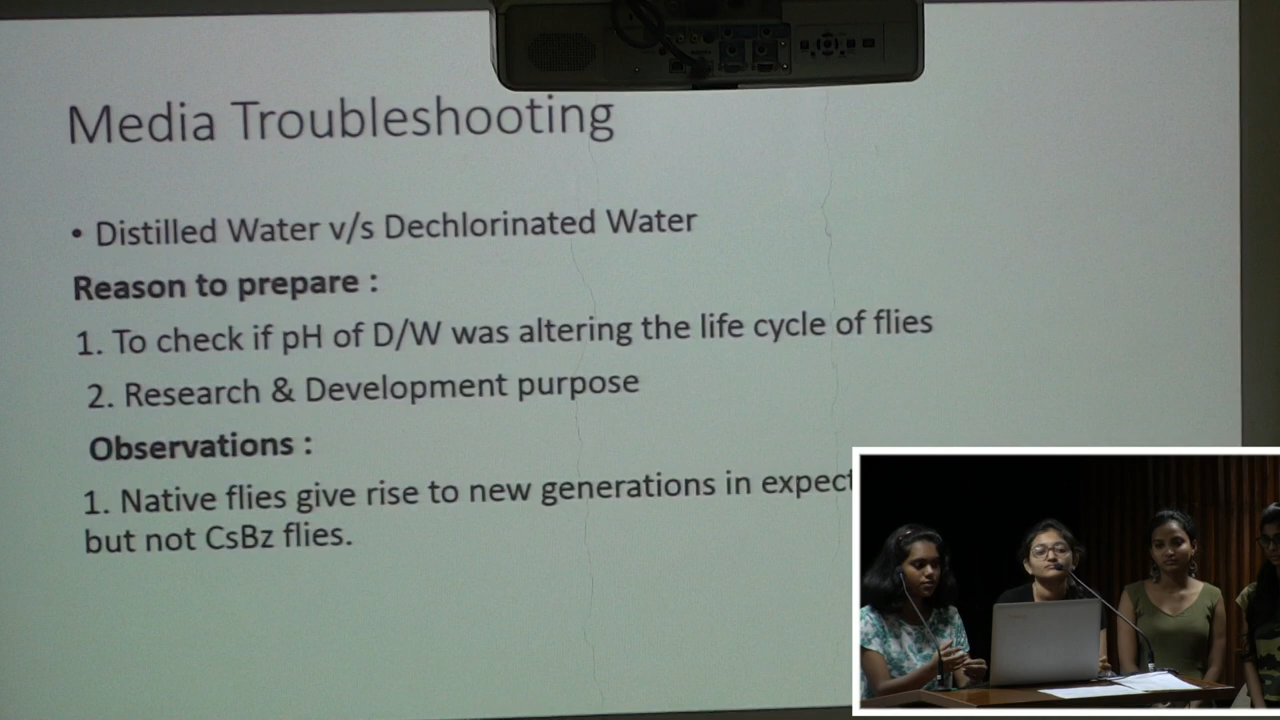 Media Troubleshooting
• Distilled Water v/s Dechlorinated Water
Reason to prepare :
1. To check if pH of D/W was altering the life cycle of flies
2. Research & Development purpose
Observations :
1. Native flies give rise to new generations in
but not CsBz flies.